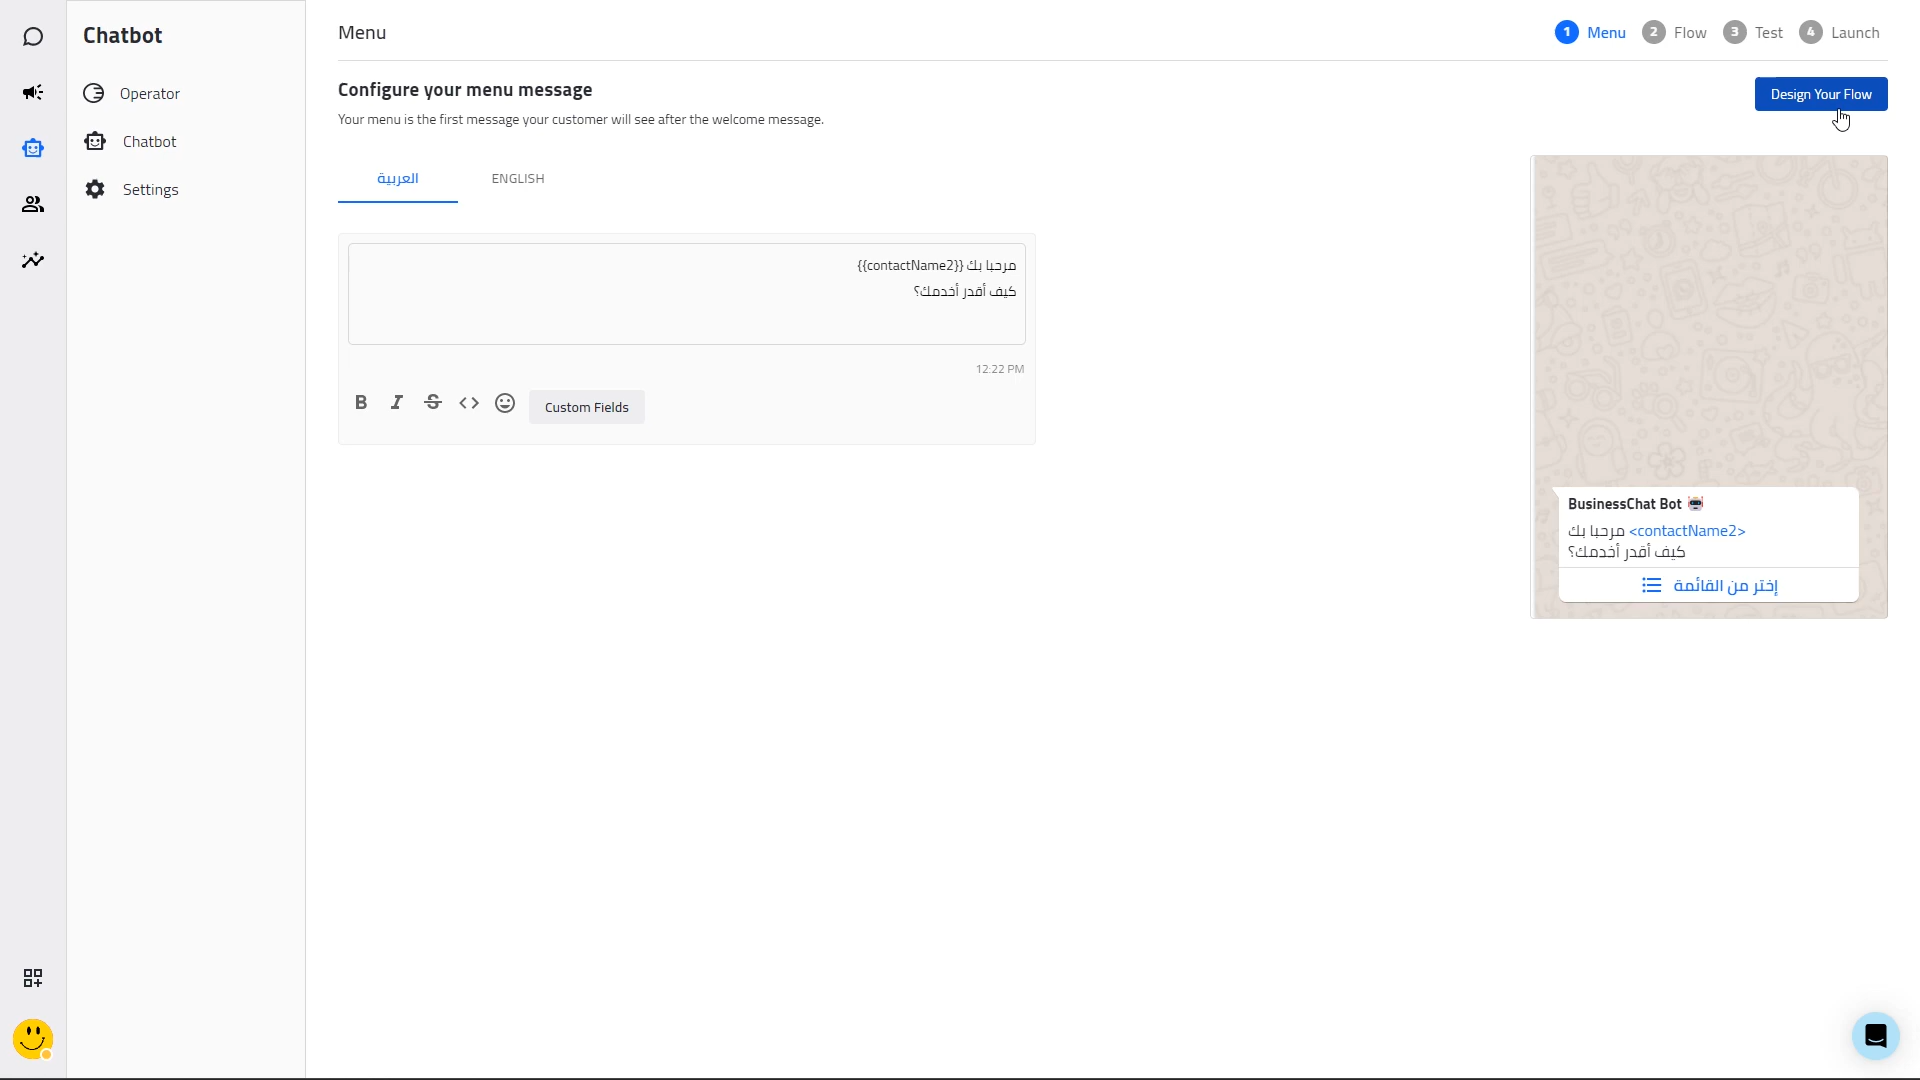 Chatbot
Operator
Chatbot
Settings
Menu
1 Menu 2 Flow 3 Test 4 Launch
Configure your menu message
Your menu is the first message your customer will see after the welcome message.
Design Your Flow
العربية
ENGLISH
مرحبا بك {{contactName2}}
كيف أقدر أخدمك؟
12:22 PM
B I S <> Custom Fields
BusinessChat Bot 🤖
مرحبا بك <contactName2>
كيف أقدر أخدمك؟
إختر من القائمة